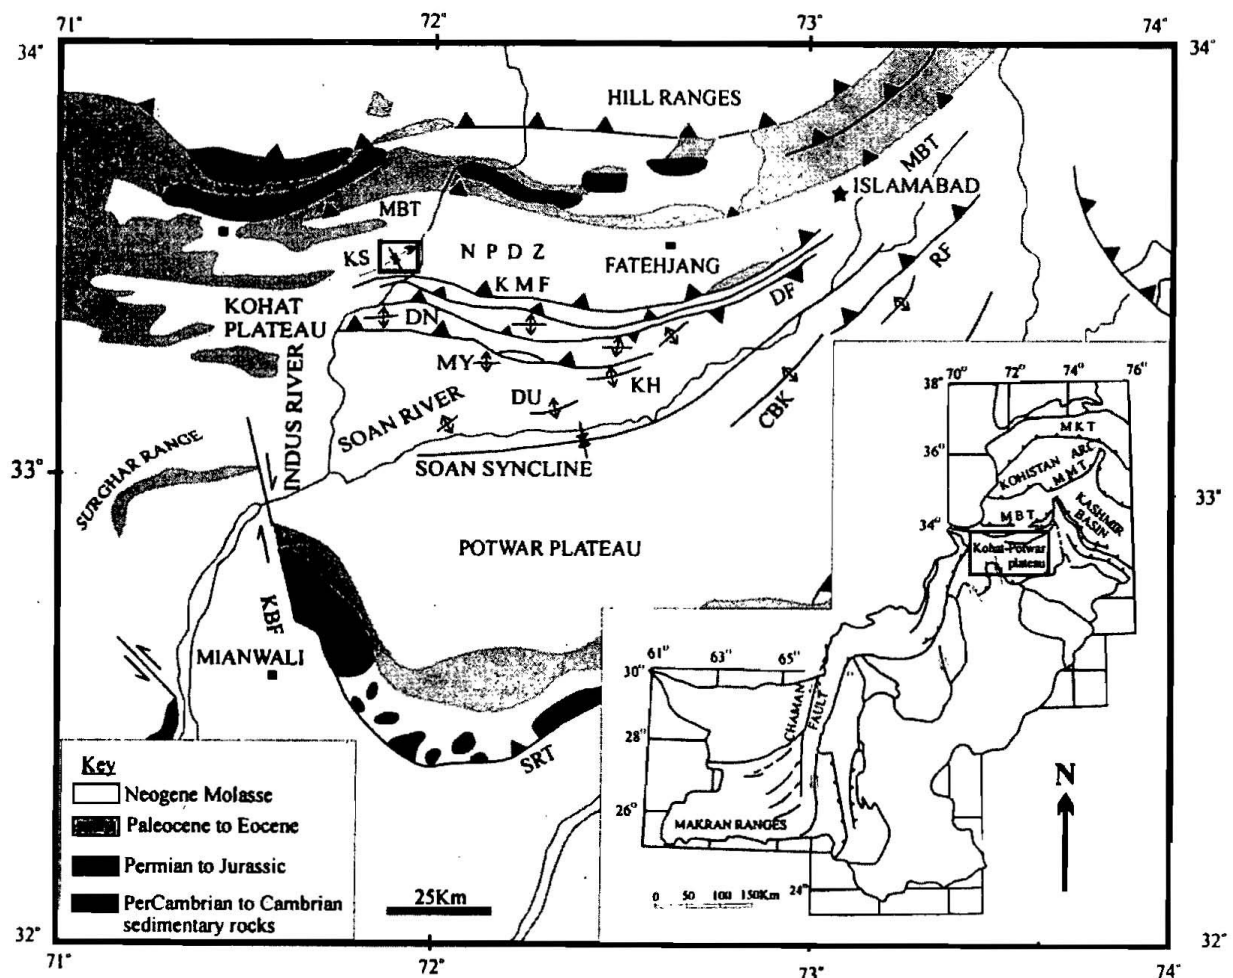 71°
72°
73°
74°
34°
34°
HILL RANGES
MBT
ISLAMABAD
MBT
KS
N P D Z
FATEHJANG
RF
K M F
DF
KOHAT
PLATEAU
DN
MY
KH
DU
CBK
INDUS RIVER
SOAN RIVER
SOAN SYNCLINE
SURGHAR RANGE
33°
33°
POTWAR PLATEAU
KBF
MIANWALI
SRT
70°
72°
74°
76°
38°
MKT
36°
KOHISTAN ARC
MMT
KASHMIR
BASIN
34°
MBT
Kohat-Potwar
plateau
61°
63°
65°
30°
CHAMAN
FAULT
28°
26°
MAKRAN RANGES
24°
0 50 100 150Km
N
Key
Neogene Molasse
Paleocene to Eocene
Permian to Jurassic
PerCambrian to Cambrian
sedimentary rocks
25Km
32°
32°
71°
72°
73°
74°